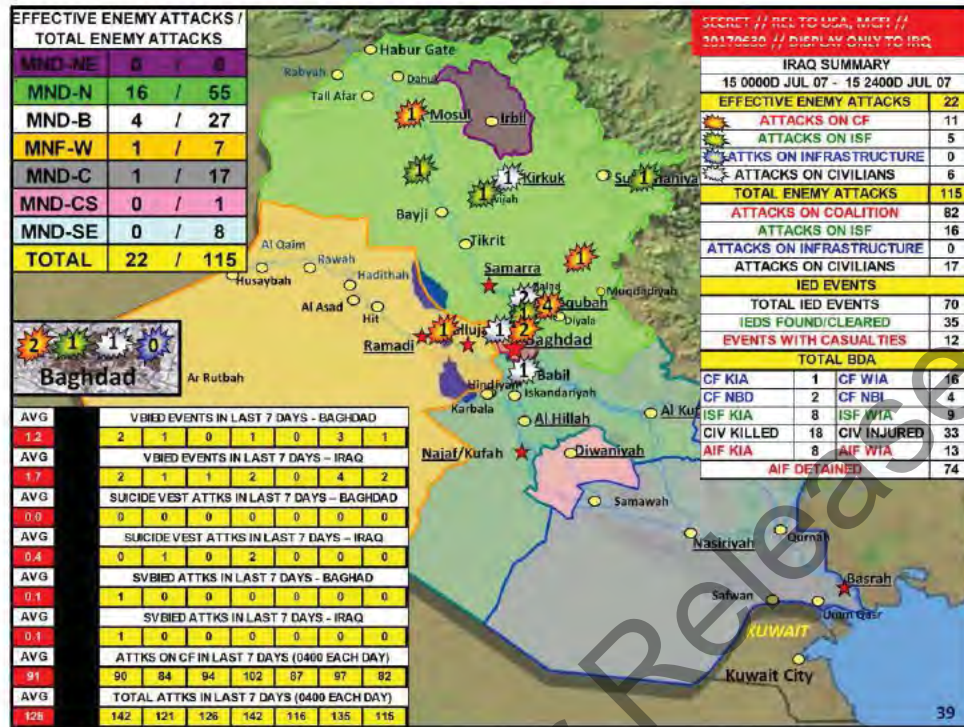 EFFECTIVE ENEMY ATTACKS /
TOTAL ENEMY ATTACKS
MND-NE 0 / 0
MND-N 16 / 55
MND-B 4 / 27
MNF-W 1 / 7
MND-C 1 / 17
MND-CS 0 / 1
MND-SE 0 / 8
TOTAL 22 / 115
SECRET // REL TO USA, MCFI //
20170630 // DISPLAY ONLY TO IRQ
IRAQ SUMMARY
15 0000D JUL 07 - 15 2400D JUL 07
EFFECTIVE ENEMY ATTACKS 22
ATTACKS ON CF 11
ATTACKS ON ISF 5
ATTKS ON INFRASTRUCTURE 0
ATTACKS ON CIVILIANS 6
TOTAL ENEMY ATTACKS 115
ATTACKS ON COALITION 82
ATTACKS ON ISF 16
ATTACKS ON INFRASTRUCTURE 0
ATTACKS ON CIVILIANS 17
IED EVENTS
TOTAL IED EVENTS 70
IEDS FOUND/CLEARED 35
EVENTS WITH CASUALTIES 12
TOTAL BDA
CF KIA 1 CF WIA 16
CF NBD 2 CF NBI 4
ISF KIA 8 ISF WIA 9
CIV KILLED 18 CIV INJURED 33
AIF KIA 8 AIF WIA 13
AIF DETAINED 74
Habur Gate
Rabyah
Dahuk
Tall Afar
1
Mosul
Irbil
1
1
1
Kirkuk
1
Bayji
Tikrit
1
Al Qaim
Rawah
Husaybah
Hadithah
Samarra
Al Asad
Hit
2
Balad
Muqdadiyah
1
4
Diyala
1
1
2
Ramadi
Baghdad
2 1 1 0
Baghdad
Ar Rutbah
1
Babil
Hindiyah
Iskandariyah
Karbala
Al Hillah
Al Kut
Najaf/Kufah
Diwaniyah
Samawah
Nasiriyah
Qurnah
Basrah
Safwan
Umm Qasr
KUWAIT
Kuwait City
AVG VBIED EVENTS IN LAST 7 DAYS - BAGHDAD
1.2 2 1 0 1 0 3 1
AVG VBIED EVENTS IN LAST 7 DAYS – IRAQ
1.7 2 1 1 2 0 4 2
AVG SUICIDE VEST ATTKS IN LAST 7 DAYS – BAGHDAD
0.0 0 0 0 0 0 0 0
AVG SUICIDE VEST ATTKS IN LAST 7 DAYS – IRAQ
0.4 0 1 0 2 0 0 0
AVG SVBIED ATTKS IN LAST 7 DAYS - BAGHAD
0.1 1 0 0 0 0 0 0
AVG SVBIED ATTKS IN LAST 7 DAYS - IRAQ
0.1 1 0 0 0 0 0 0
AVG ATTKS ON CF IN LAST 7 DAYS (0400 EACH DAY)
91 90 84 94 102 87 97 82
AVG TOTAL ATTKS IN LAST 7 DAYS (0400 EACH DAY)
128 142 121 126 142 116 135 115
Release
39